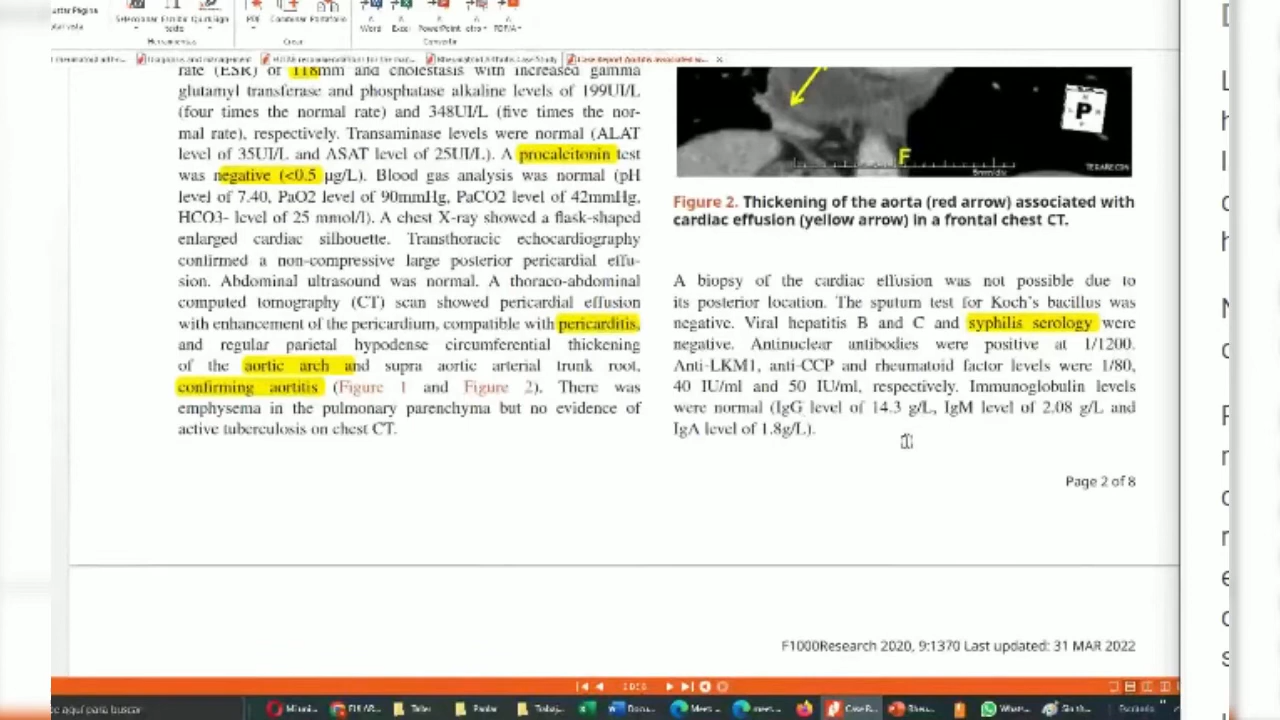 rate (ESR) of 118mm and cholestasis with increased gamma
glutamyl transferase and phosphatase alkaline levels of 199UI/L
(four times the normal rate) and 348UI/L (five times the nor-
mal rate), respectively. Transaminase levels were normal (ALAT
level of 35UI/L and ASAT level of 25UI/L). A procalcitonin test
was negative (<0.5 µg/L). Blood gas analysis was normal (pH
level of 7.40, PaO2 level of 90mmHg, PaCO2 level of 42mmHg,
HCO3- level of 25 mmol/l). A chest X-ray showed a flask-shaped
enlarged cardiac silhouette. Transthoracic echocardiography
confirmed a non-compressive large posterior pericardial effu-
sion. Abdominal ultrasound was normal. A thoraco-abdominal
computed tomography (CT) scan showed pericardial effusion
with enhancement of the pericardium, compatible with pericarditis,
and regular parietal hypodense circumferential thickening
of the aortic arch and supra aortic arterial trunk root,
confirming aortitis (Figure 1 and Figure 2). There was
emphysema in the pulmonary parenchyma but no evidence of
active tuberculosis on chest CT.
P
F
TERARECON
Figure 2. Thickening of the aorta (red arrow) associated with
cardiac effusion (yellow arrow) in a frontal chest CT.
A biopsy of the cardiac effusion was not possible due to
its posterior location. The sputum test for Koch's bacillus was
negative. Viral hepatitis B and C and syphilis serology were
negative. Antinuclear antibodies were positive at 1/1200.
Anti-LKM1, anti-CCP and rheumatoid factor levels were 1/80,
40 IU/ml and 50 IU/ml, respectively. Immunoglobulin levels
were normal (IgG level of 14.3 g/L, IgM level of 2.08 g/L and
IgA level of 1.8g/L).
Page 2 of 8
F1000Research 2020, 9:1370 Last updated: 31 MAR 2022
aquí para buscar